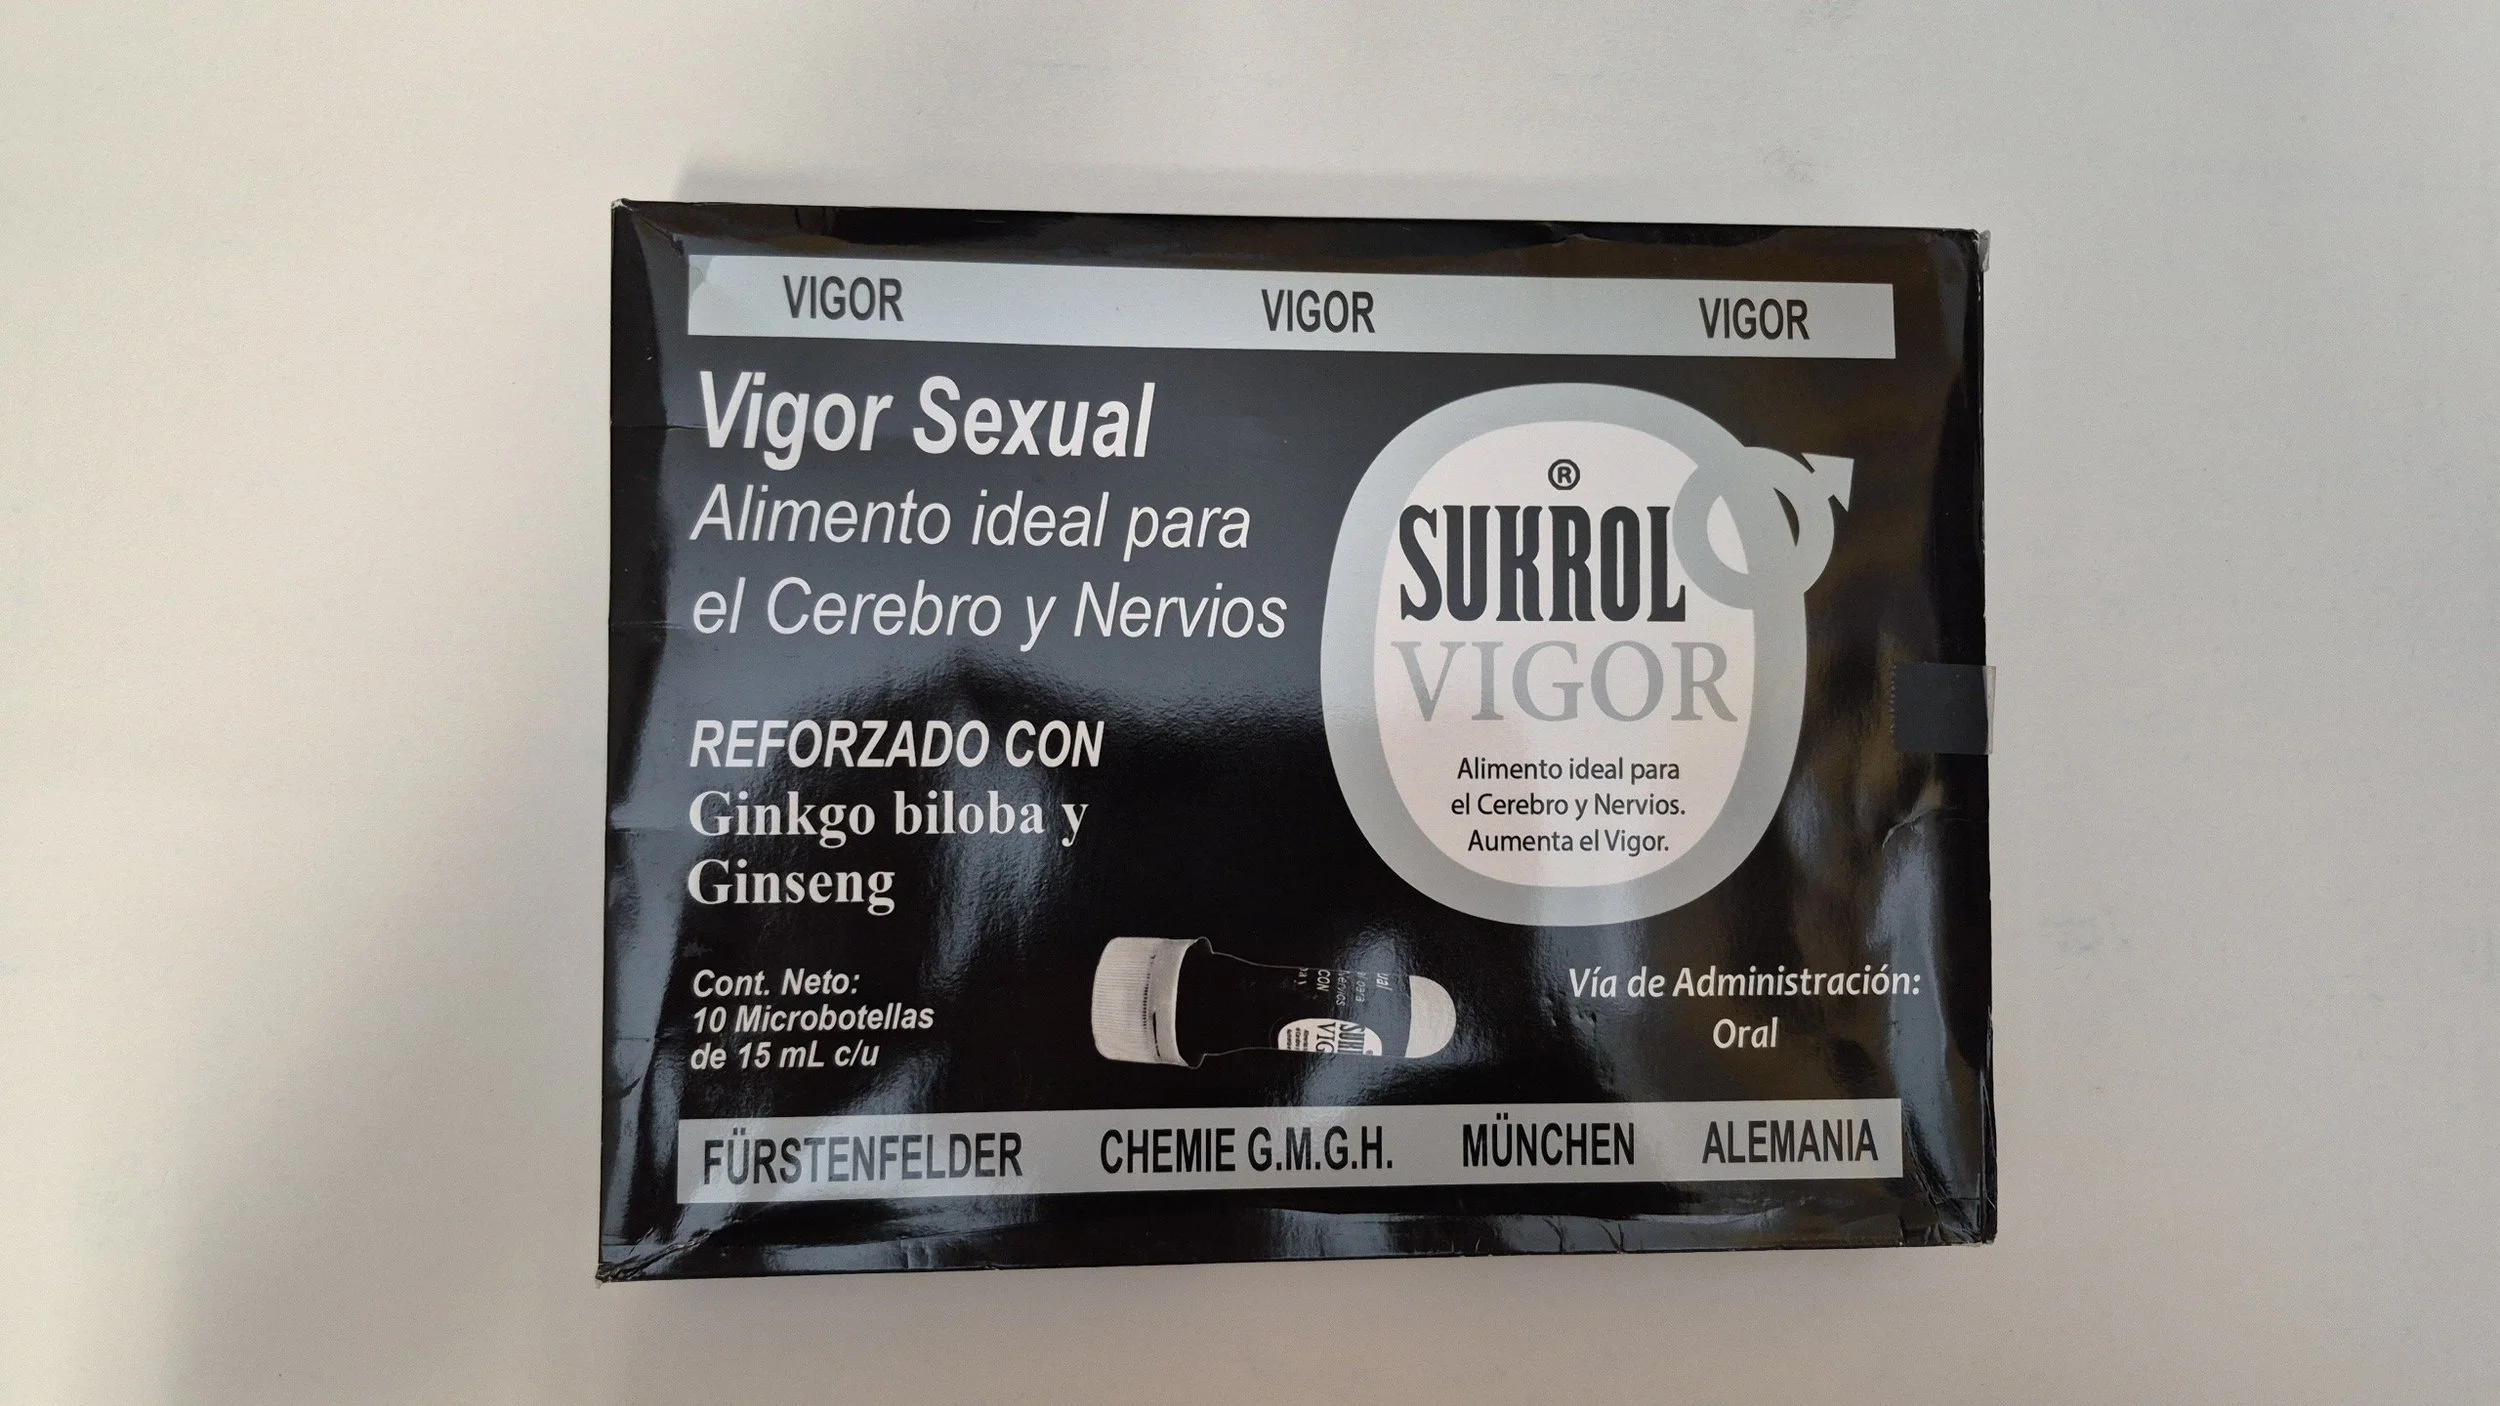 VIGOR VIGOR VIGOR
Vigor Sexual
Alimento ideal para
el Cerebro y Nervios
REFORZADO CON
Ginkgo biloba y
Ginseng
Cont. Neto:
10 Microbotellas
de 15 mL c/u
®
SUKROL
VIGOR
Alimento ideal para
el Cerebro y Nervios.
Aumenta el Vigor.
Vía de Administración:
Oral
FÜRSTENFELDER CHEMIE G.M.G.H. MÜNCHEN ALEMANIA